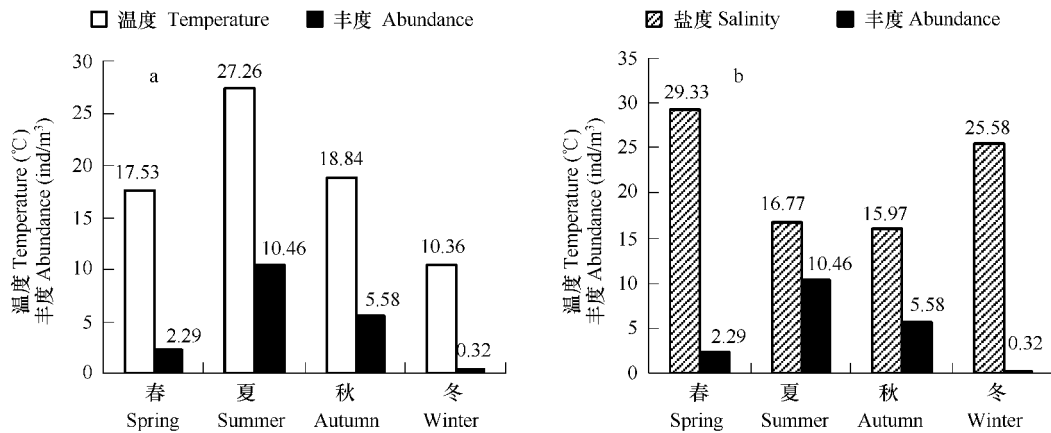 温度 Temperature 丰度 Abundance
a
温度 Temperature (℃)
丰度 Abundance (ind/m³)
30
25
20
15
10
5
0
17.53
2.29
27.26
10.46
18.84
5.58
10.36
0.32
春 夏 秋 冬
Spring Summer Autumn Winter
盐度 Salinity 丰度 Abundance
b
温度 Temperature (℃)
丰度 Abundance (ind/m³)
35
30
25
20
15
10
5
0
29.33
2.29
16.77
10.46
15.97
5.58
25.58
0.32
春 夏 秋 冬
Spring Summer Autumn Winter